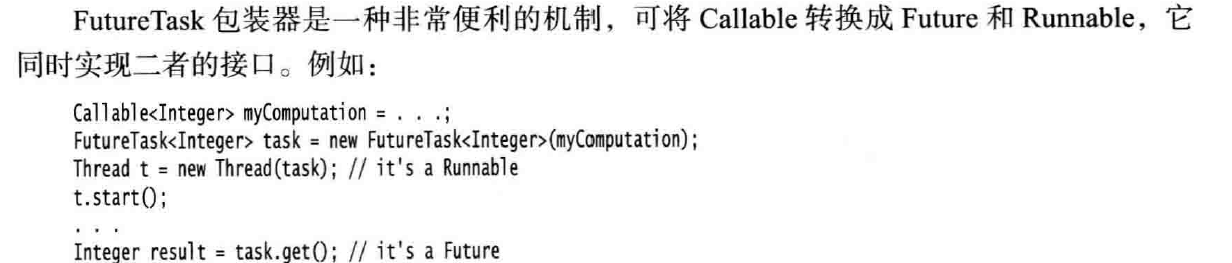 FutureTask 包装器是一种非常便利的机制，可将 Callable 转换成 Future 和 Runnable，它
同时实现二者的接口。例如：
Callable<Integer> myComputation = . . .;
FutureTask<Integer> task = new FutureTask<Integer>(myComputation);
Thread t = new Thread(task); // it's a Runnable
t.start();
. . .
Integer result = task.get(); // it's a Future